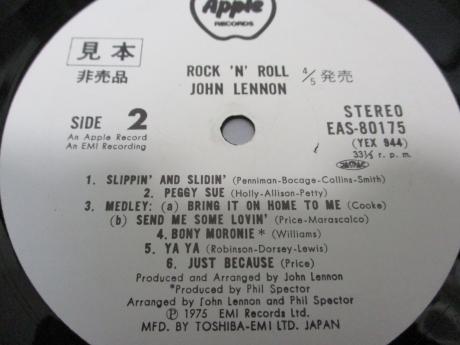 Apple
RECORDS
見本
非売品
ROCK 'N' ROLL 4/5 発売
JOHN LENNON
SIDE 2
An Apple Record
An EMI Recording
STEREO
EAS-80175
(YEX 944)
33⅓ r.p.m.
1. SLIPPIN' AND SLIDIN' (Penniman-Bocage-Collins-Smith)
2. PEGGY SUE (Holly-Allison-Petty)
3. MEDLEY: (a) BRING IT ON HOME TO ME (Cooke)
(b) SEND ME SOME LOVIN' (Price-Marascalco)
4. BONY MORONIE * (Williams)
5. YA YA (Robinson-Dorsey-Lewis)
6. JUST BECAUSE (Price)
Produced and Arranged by John Lennon
*Produced by Phil Spector
Arranged by John Lennon and Phil Spector
Ⓟ 1975 EMI Records Ltd.
MFD. BY TOSHIBA-EMI LTD. JAPAN